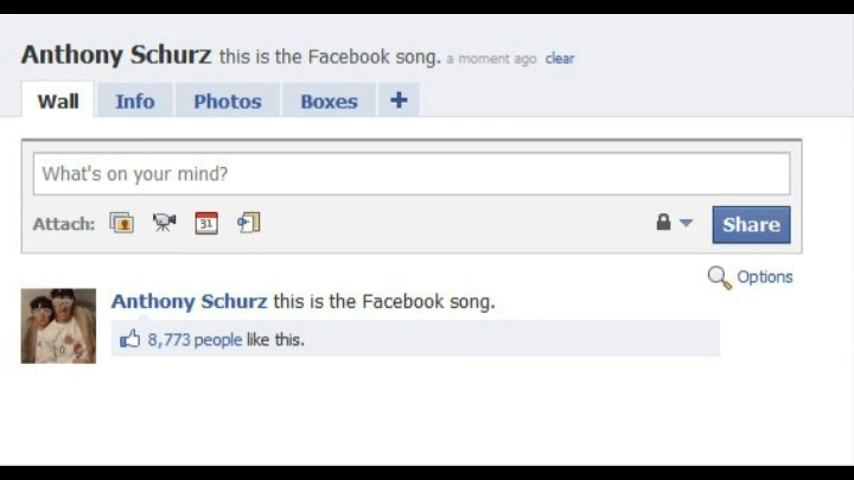 Anthony Schurz this is the Facebook song. a moment ago clear
Wall Info Photos Boxes +
What's on your mind?
Attach: 31 Share
Options
Anthony Schurz this is the Facebook song.
8,773 people like this.